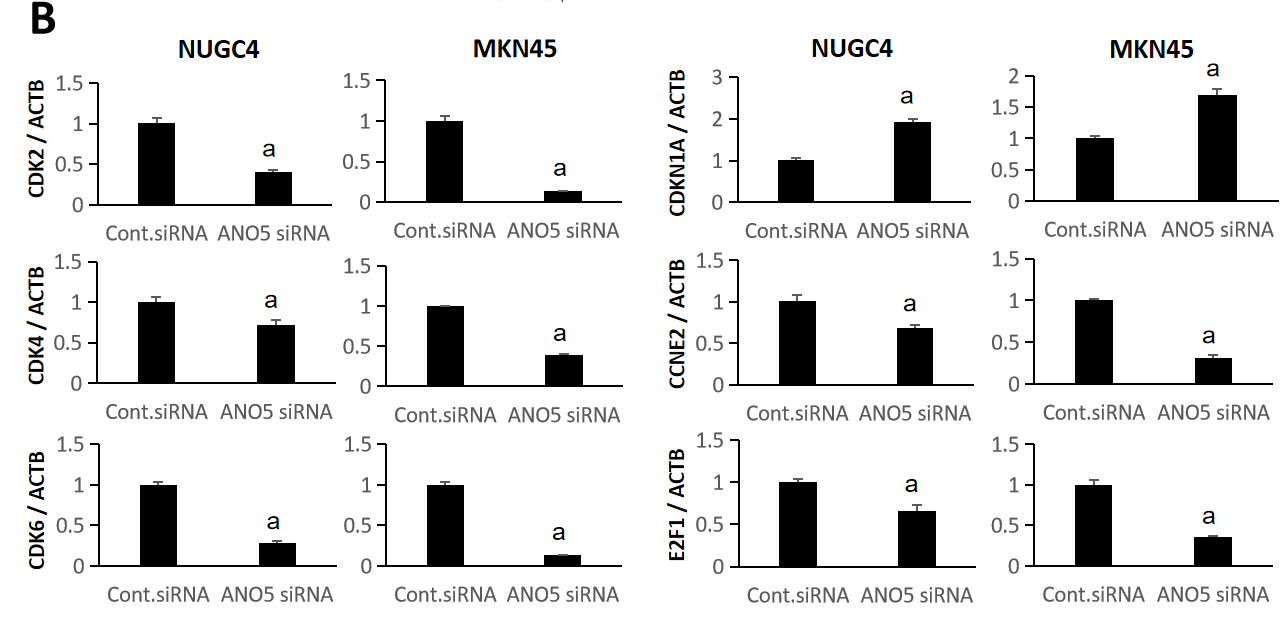 B
NUGC4
MKN45
NUGC4
MKN45
CDK2 / ACTB
1.5
1
0.5
0
a
Cont.siRNA ANO5 siRNA
1.5
1
0.5
0
a
Cont.siRNA ANO5 siRNA
CDKN1A / ACTB
3
2
1
0
a
Cont.siRNA ANO5 siRNA
2
1.5
1
0.5
0
a
Cont.siRNA ANO5 siRNA
CDK4 / ACTB
1.5
1
0.5
0
a
Cont.siRNA ANO5 siRNA
1.5
1
0.5
0
a
Cont.siRNA ANO5 siRNA
CCNE2 / ACTB
1.5
1
0.5
0
a
Cont.siRNA ANO5 siRNA
1.5
1
0.5
0
a
Cont.siRNA ANO5 siRNA
CDK6 / ACTB
1.5
1
0.5
0
a
Cont.siRNA ANO5 siRNA
1.5
1
0.5
0
a
Cont.siRNA ANO5 siRNA
E2F1 / ACTB
1.5
1
0.5
0
a
Cont.siRNA ANO5 siRNA
1.5
1
0.5
0
a
Cont.siRNA ANO5 siRNA